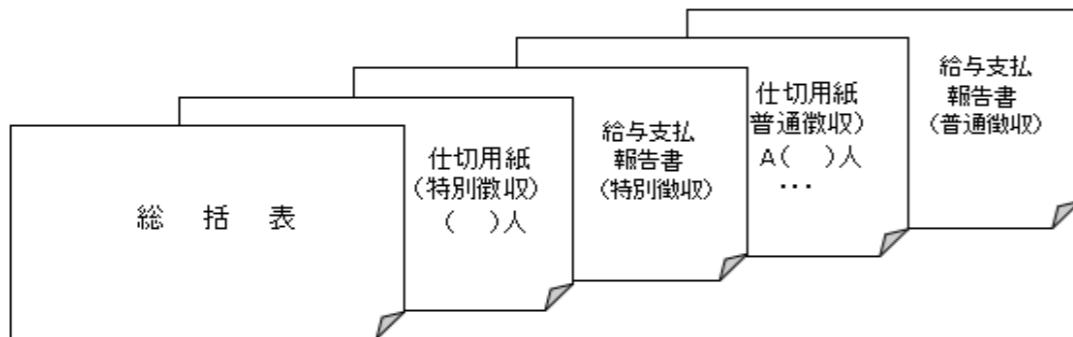 総 括 表
仕切用紙
(特別徴収)
( )人
給与支払
報告書
(特別徴収)
仕切用紙
普通徴収)
A( )人
・・・
給与支払
報告書
(普通徴収)